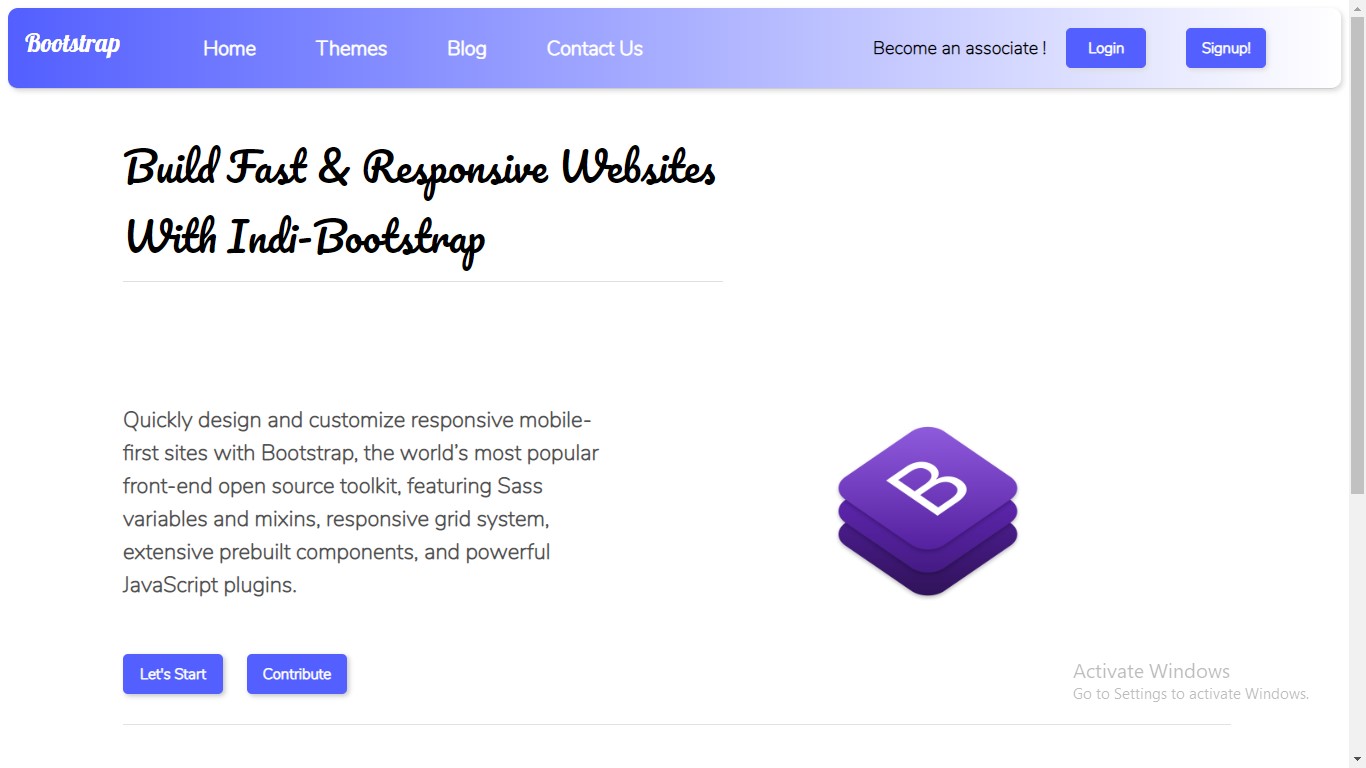 Bootstrap
Home
Themes
Blog
Contact Us
Become an associate !
Login
Signup!
Build Fast & Responsive Websites
With Indi-Bootstrap
Quickly design and customize responsive mobile-
first sites with Bootstrap, the world’s most popular
front-end open source toolkit, featuring Sass
variables and mixins, responsive grid system,
extensive prebuilt components, and powerful
JavaScript plugins.
B
Let's Start
Contribute
Activate Windows
Go to Settings to activate Windows.